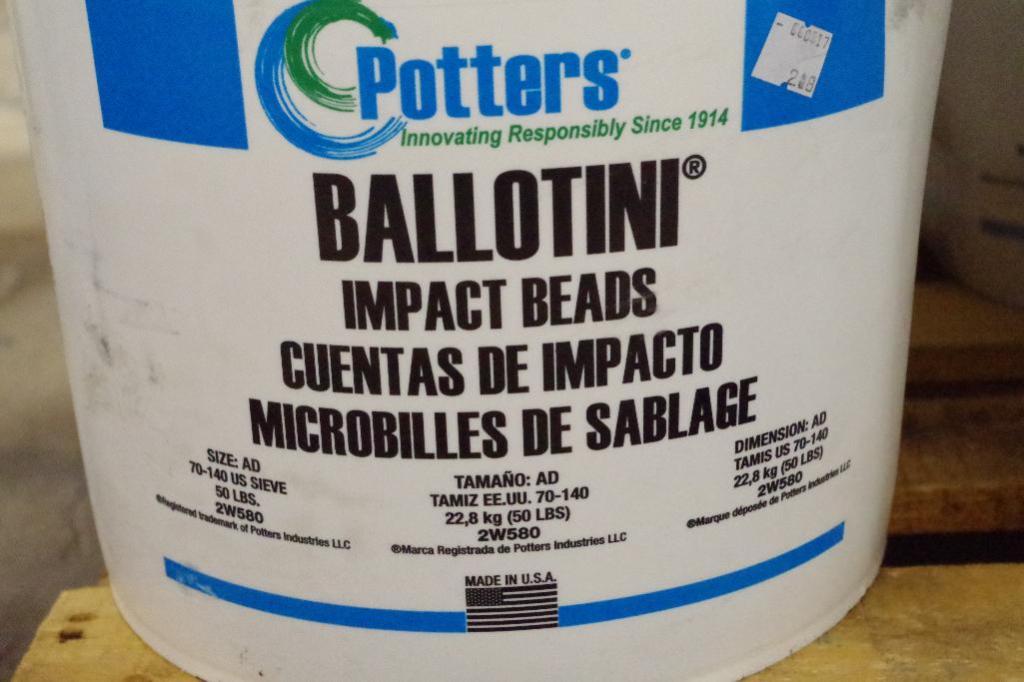 Potters®
Innovating Responsibly Since 1914
BALLOTINI®
IMPACT BEADS
CUENTAS DE IMPACTO
MICROBILLES DE SABLAGE
SIZE: AD
70-140 US SIEVE
50 LBS.
2W580
®Registered trademark of Potters Industries LLC
TAMAÑO: AD
TAMIZ EE.UU. 70-140
22,8 kg (50 LBS)
2W580
®Marca Registrada de Potters Industries LLC
DIMENSION: AD
TAMIS US 70-140
22,8 kg (50 LBS)
2W580
®Marque déposée de Potters Industries LLC
MADE IN U.S.A.